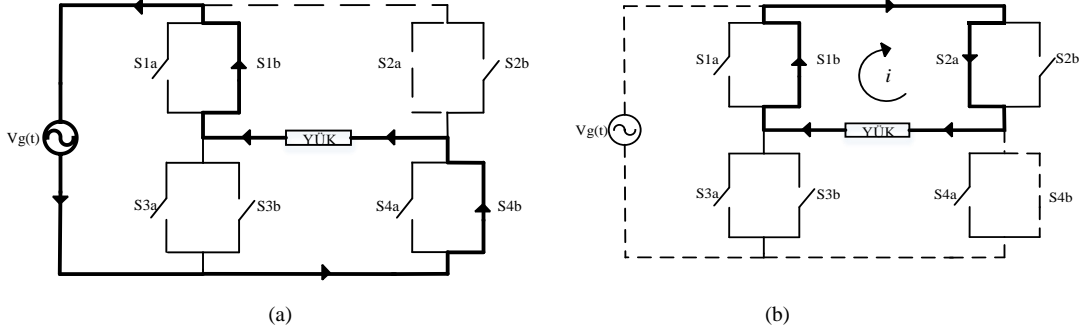 S1a
S1b
S2a
S2b
Vg(t)
YÜK
S3a
S3b
S4a
S4b
(a)
S1a
S1b
i
S2a
S2b
Vg(t)
YÜK
S3a
S3b
S4a
S4b
(b)